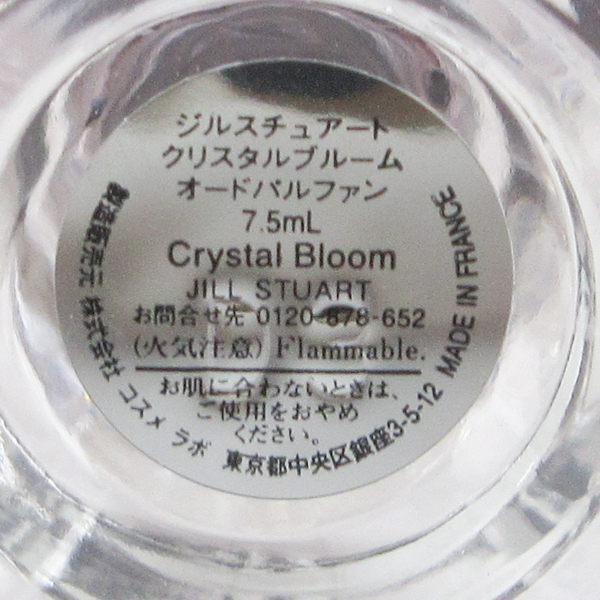 ジルスチュアート
クリスタルブルーム
オードパルファン
7.5mL
Crystal Bloom
JILL STUART
お問合せ先 0120-878-652
(火気注意) Flammable.
お肌に合わないときは、
ご使用をおやめ
ください。
製造販売元 株式会社 コスメ ラボ 東京都中央区銀座3-5-12 MADE IN FRANCE